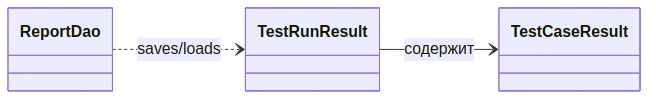 ReportDao
saves/loads
TestRunResult
содержит
TestCaseResult